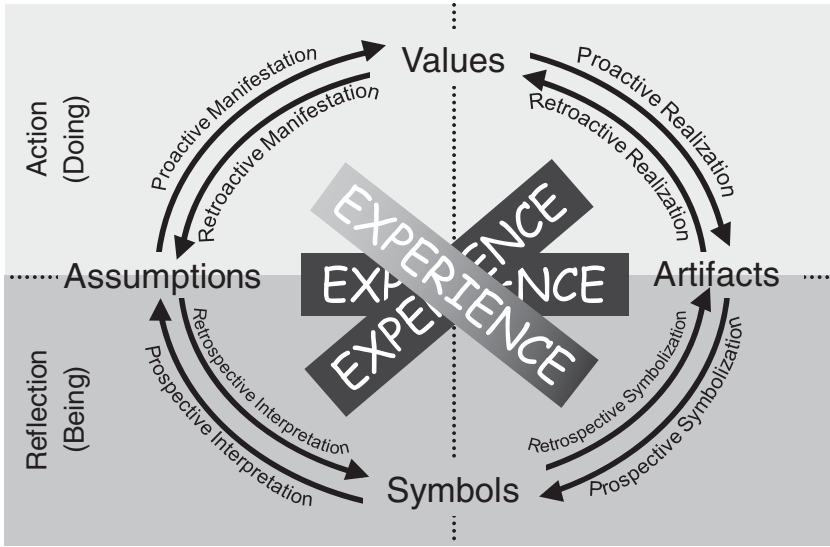 Values
Proactive Manifestation
Retroactive Manifestation
Proactive Realization
Retroactive Realization
Action
(Doing)
EXPERIENCE
EXPERIENCE
EXPERIENCE
Assumptions
Artifacts
Reflection
(Being)
Retrospective Interpretation
Prospective Interpretation
Retrospective Symbolization
Prospective Symbolization
Symbols